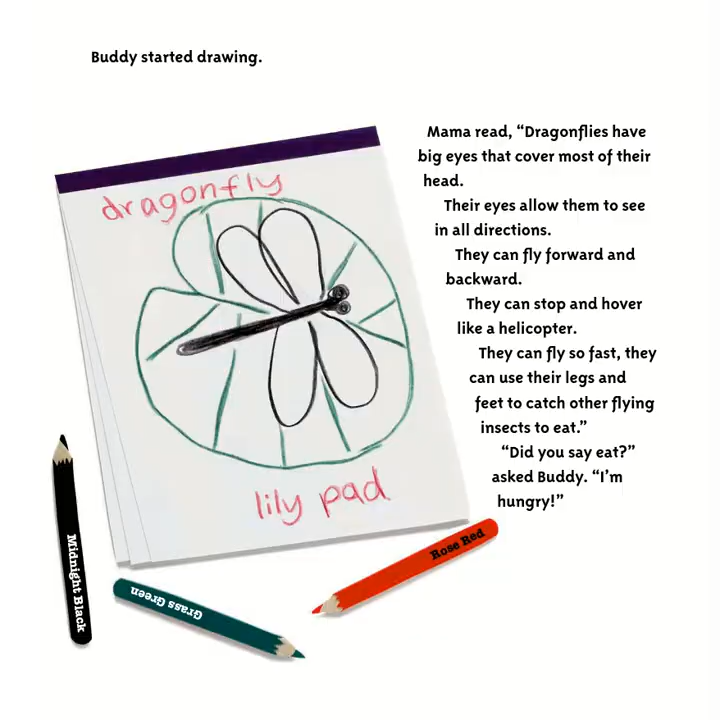 Buddy started drawing.
dragonfly
lily pad
Midnight Black
Grass Green
Rose Red
Mama read, “Dragonflies have
big eyes that cover most of their
head.
Their eyes allow them to see
in all directions.
They can fly forward and
backward.
They can stop and hover
like a helicopter.
They can fly so fast, they
can use their legs and
feet to catch other flying
insects to eat.”
“Did you say eat?”
asked Buddy. “I’m
hungry!”